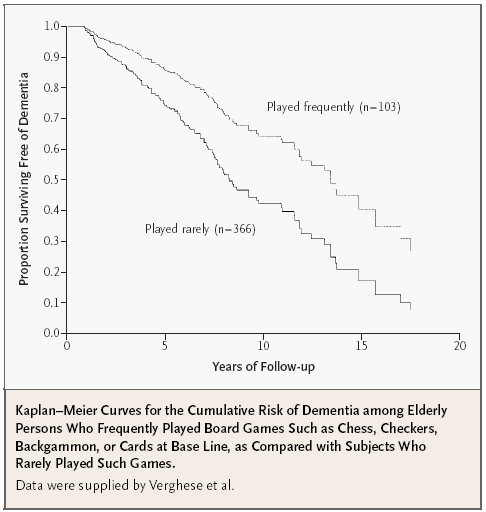 1.0
0.9
0.8
0.7
0.6
0.5
0.4
0.3
0.2
0.1
0.0
Proportion Surviving Free of Dementia
Played frequently (n=103)
Played rarely (n=366)
0 5 10 15 20
Years of Follow-up
Kaplan–Meier Curves for the Cumulative Risk of Dementia among Elderly
Persons Who Frequently Played Board Games Such as Chess, Checkers,
Backgammon, or Cards at Base Line, as Compared with Subjects Who
Rarely Played Such Games.
Data were supplied by Verghese et al.